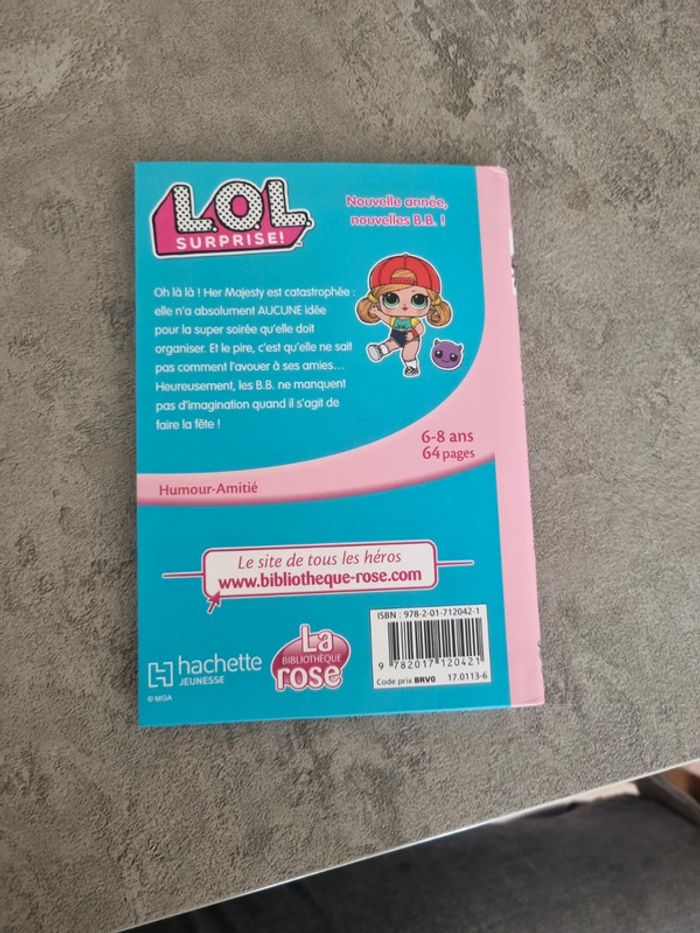 L.O.L.
SURPRISE!
Nouvelle année,
nouvelles B.B. !
Oh là là ! Her Majesty est catastrophée :
elle n'a absolument AUCUNE idée
pour la super soirée qu'elle doit
organiser. Et le pire, c'est qu'elle ne sait
pas comment l'avouer à ses amies...
Heureusement, les B.B. ne manquent
pas d'imagination quand il s'agit de
faire la fête !
6-8 ans
64 pages
Humour-Amitié
Le site de tous les héros
www.bibliotheque-rose.com
hachette
JEUNESSE
© MGA
La
BIBLIOTHÈQUE
rose
ISBN : 978-2-01-712042-1
9 782017 120421
Code prix BRV0 17.0113-6